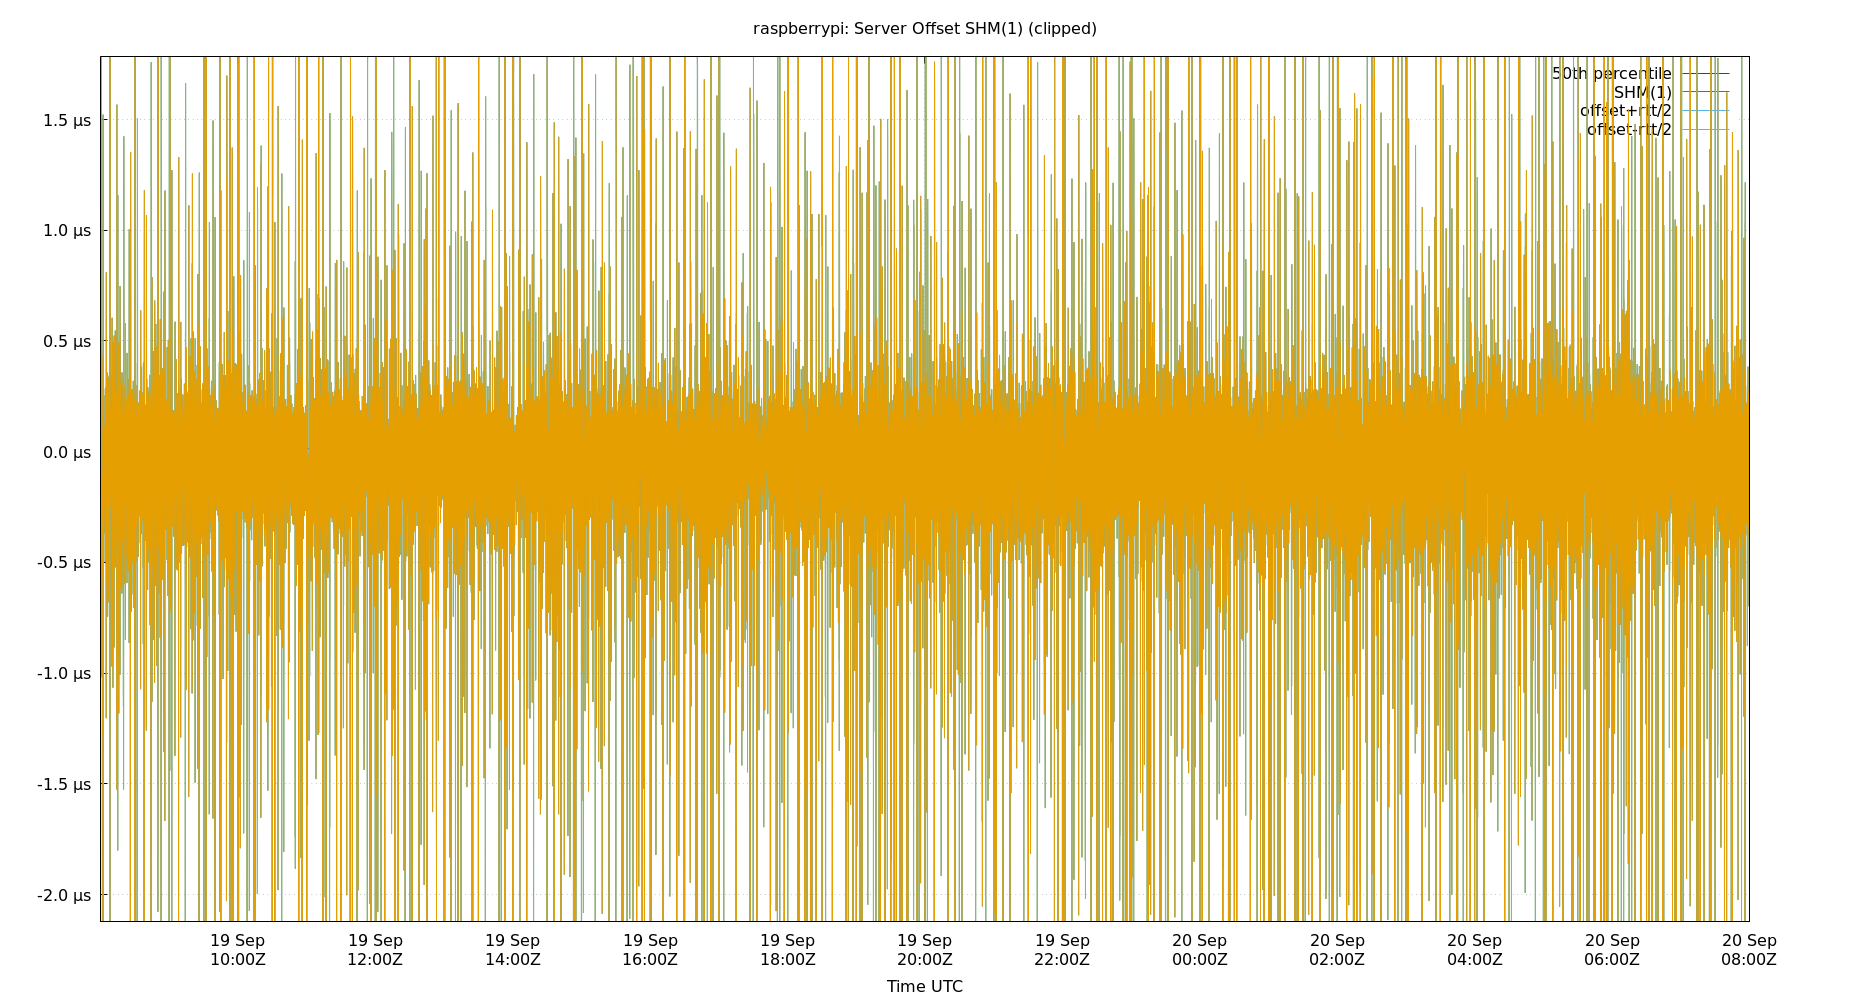 raspberrypi: Server Offset SHM(1) (clipped)
50th percentile
SHM(1)
offset+rtt/2
offset-rtt/2
1.5 µs
1.0 µs
0.5 µs
0.0 µs
-0.5 µs
-1.0 µs
-1.5 µs
-2.0 µs
19 Sep 19 Sep 19 Sep 19 Sep 19 Sep 19 Sep 19 Sep 20 Sep 20 Sep 20 Sep 20 Sep 20 Sep
10:00Z 12:00Z 14:00Z 16:00Z 18:00Z 20:00Z 22:00Z 00:00Z 02:00Z 04:00Z 06:00Z 08:00Z
Time UTC